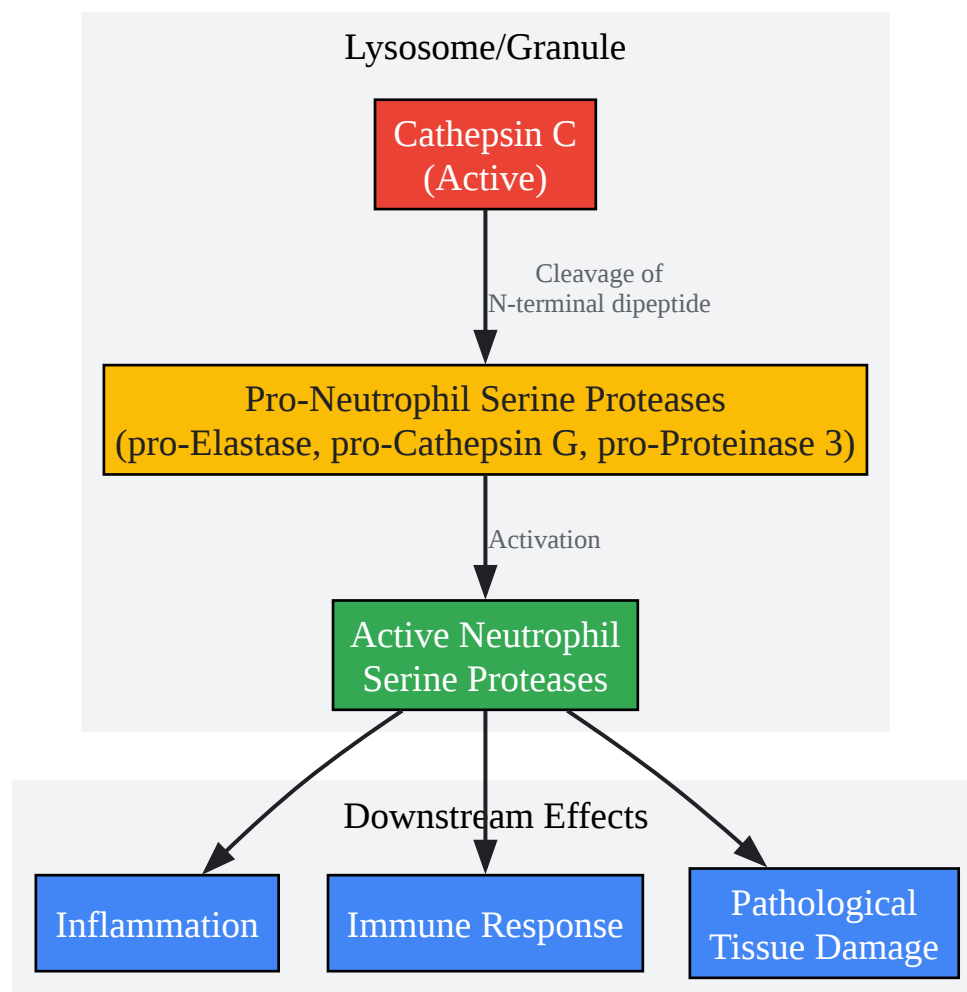 Lysosome/Granule
Cathepsin C
(Active)
Cleavage of
N-terminal dipeptide
Pro-Neutrophil Serine Proteases
(pro-Elastase, pro-Cathepsin G, pro-Proteinase 3)
Activation
Active Neutrophil
Serine Proteases
Downstream Effects
Inflammation
Immune Response
Pathological
Tissue Damage